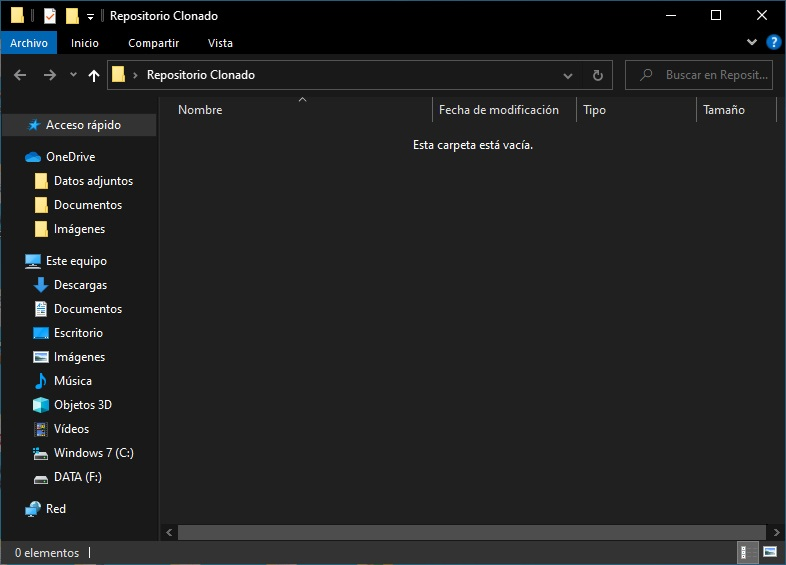 Repositorio Clonado
Archivo Inicio Compartir Vista
Repositorio Clonado Buscar en Reposit...
Nombre Fecha de modificación Tipo Tamaño
Esta carpeta está vacía.
Acceso rápido
OneDrive
Datos adjuntos
Documentos
Imágenes
Este equipo
Descargas
Documentos
Escritorio
Imágenes
Música
Objetos 3D
Vídeos
Windows 7 (C:)
DATA (F:)
Red
0 elementos